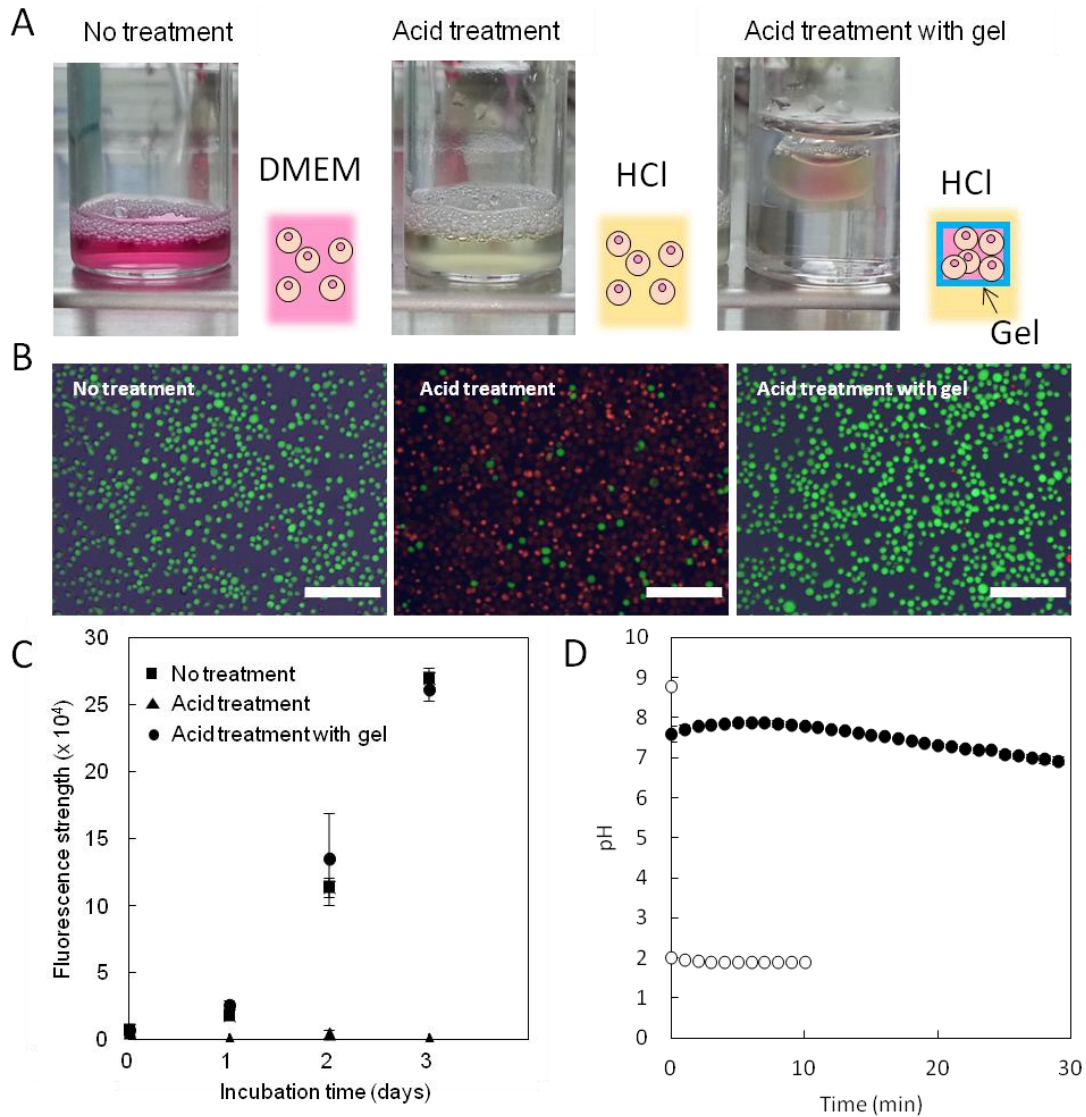 A
No treatment
Acid treatment
Acid treatment with gel
DMEM
HCl
HCl
Gel
B
No treatment
Acid treatment
Acid treatment with gel
C
30
25
20
15
10
5
0
Fluorescence strength (x 10⁴)
■ No treatment
▲ Acid treatment
● Acid treatment with gel
0 1 2 3
Incubation time (days)
D
10
9
8
7
6
5
4
3
2
1
0
pH
0 10 20 30
Time (min)